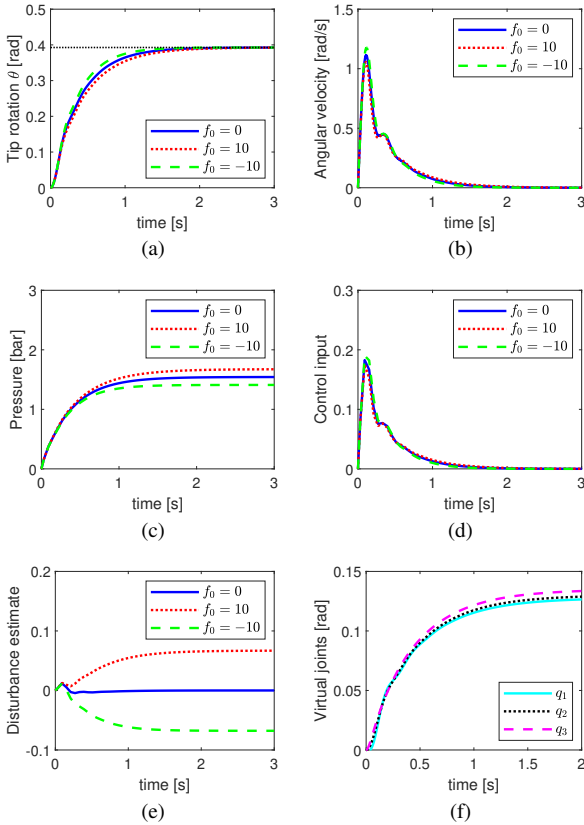 Tip rotation θ [rad]
0.5
0.4
0.3
0.2
0.1
0
0 1 2 3
time [s]
f₀ = 0
f₀ = 10
f₀ = −10
(a)
Angular velocity [rad/s]
1.5
1.0
0.5
0
0 1 2 3
time [s]
f₀ = 0
f₀ = 10
f₀ = −10
(b)
Pressure [bar]
3
2
1
0
0 1 2 3
time [s]
f₀ = 0
f₀ = 10
f₀ = −10
(c)
Control input
0.3
0.2
0.1
0
0 1 2 3
time [s]
f₀ = 0
f₀ = 10
f₀ = −10
(d)
Disturbance estimate
0.2
0.1
0
-0.1
0 1 2 3
time [s]
f₀ = 0
f₀ = 10
f₀ = −10
(e)
Virtual joints [rad]
0.15
0.10
0.05
0
0 0.5 1 1.5 2
time [s]
q₁
q₂
q₃
(f)